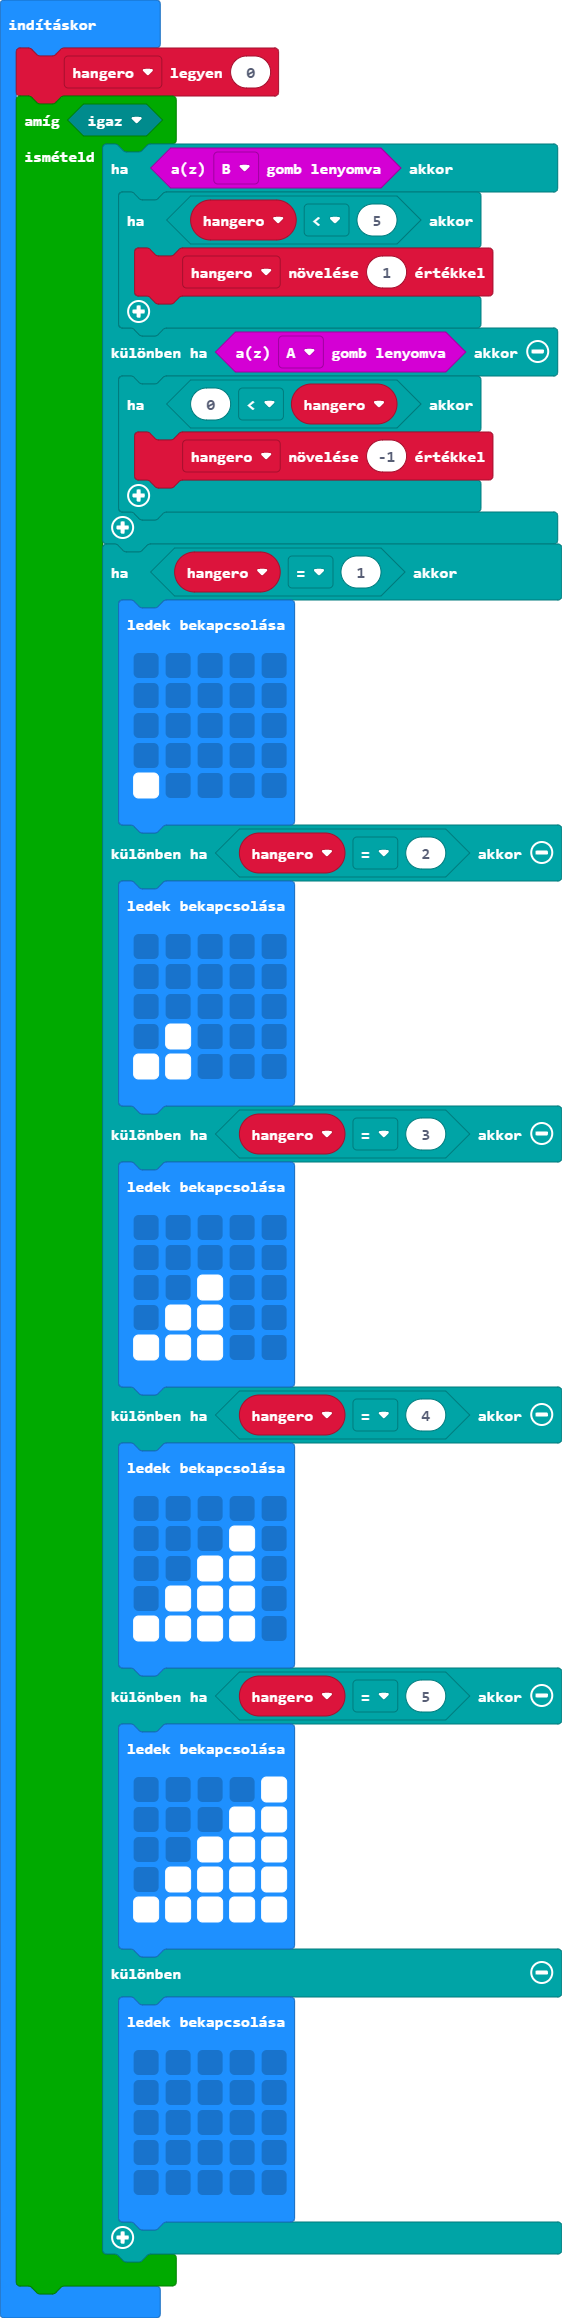 indításkor
hangero legyen 0
amíg igaz
ismételd
ha a(z) B gomb lenyomva akkor
ha hangero < 5 akkor
hangero növelése 1 értékkel
különben ha a(z) A gomb lenyomva akkor
ha 0 < hangero akkor
hangero növelése -1 értékkel
ha hangero = 1 akkor
ledek bekapcsolása
különben ha hangero = 2 akkor
ledek bekapcsolása
különben ha hangero = 3 akkor
ledek bekapcsolása
különben ha hangero = 4 akkor
ledek bekapcsolása
különben ha hangero = 5 akkor
ledek bekapcsolása
különben
ledek bekapcsolása